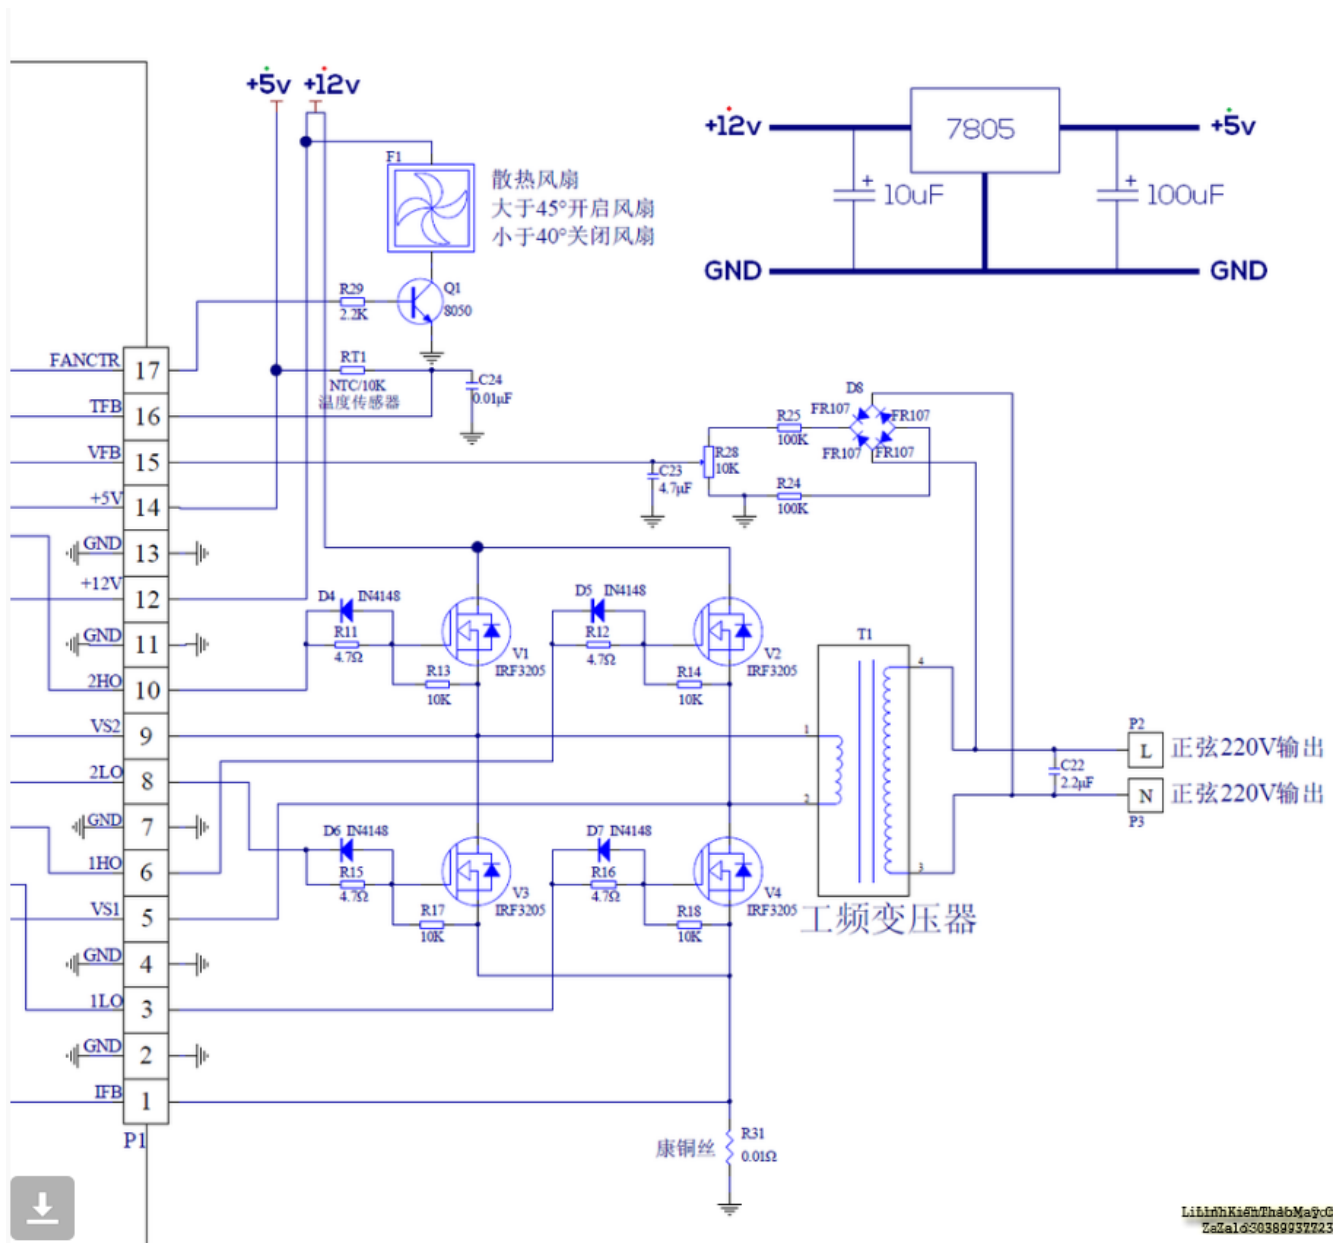 +5v +12v
+12v 7805 +5v
10uF 100uF
GND GND
F1
散热风扇
大于45°开启风扇
小于40°关闭风扇
R29
2.2K
Q1
8050
RT1
NTC/10K
温度传感器
C24
0.01μF
FANCTR 17
TFB 16
VFB 15
+5V 14
GND 13
+12V 12
GND 11
2HO 10
VS2 9
2LO 8
GND 7
1HO 6
VS1 5
GND 4
1LO 3
GND 2
IFB 1
P1
D8
FR107 FR107
FR107 FR107
R25
100K
R28
10K
C23
4.7μF
R24
100K
D4 IN4148
R11
4.7Ω
R13
10K
V1
IRF3205
D5 IN4148
R12
4.7Ω
R14
10K
V2
IRF3205
T1
4
1
2
3
工频变压器
P2
L 正弦220V输出
C22
2.2μF
N 正弦220V输出
P3
D6 IN4148
R15
4.7Ω
R17
10K
V3
IRF3205
D7 IN4148
R16
4.7Ω
R18
10K
V4
IRF3205
康铜丝
R31
0.01Ω